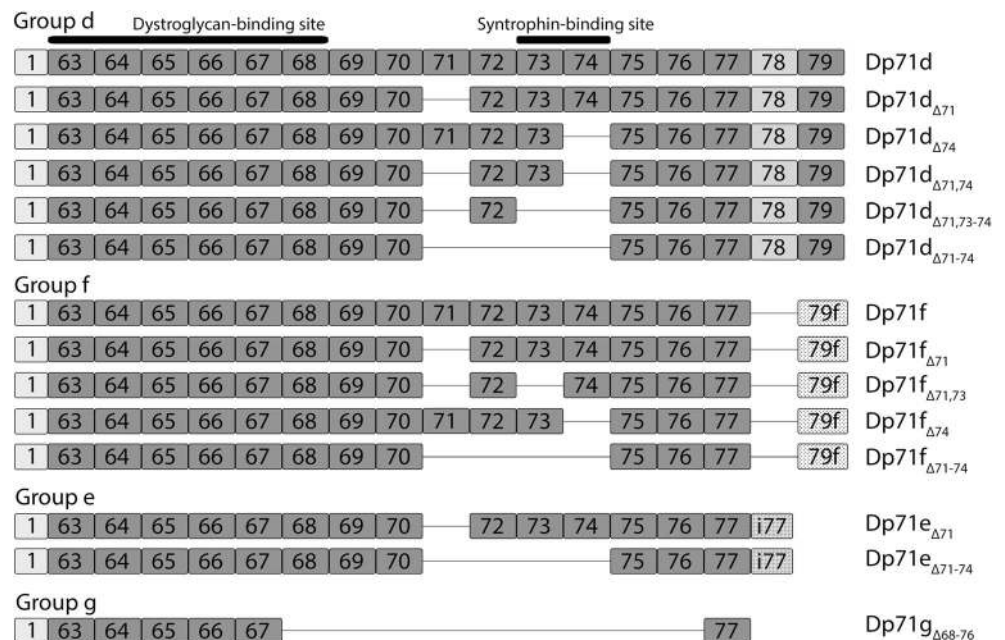 Group d Dystroglycan-binding site Syntrophin-binding site
1 63 64 65 66 67 68 69 70 71 72 73 74 75 76 77 78 79 Dp71d
1 63 64 65 66 67 68 69 70 72 73 74 75 76 77 78 79 Dp71dΔ71
1 63 64 65 66 67 68 69 70 71 72 73 75 76 77 78 79 Dp71dΔ74
1 63 64 65 66 67 68 69 70 72 73 75 76 77 78 79 Dp71dΔ71,74
1 63 64 65 66 67 68 69 70 72 75 76 77 78 79 Dp71dΔ71,73-74
1 63 64 65 66 67 68 69 70 75 76 77 78 79 Dp71dΔ71-74
Group f
1 63 64 65 66 67 68 69 70 71 72 73 74 75 76 77 79f Dp71f
1 63 64 65 66 67 68 69 70 72 73 74 75 76 77 79f Dp71fΔ71
1 63 64 65 66 67 68 69 70 72 74 75 76 77 79f Dp71fΔ71,73
1 63 64 65 66 67 68 69 70 71 72 73 75 76 77 79f Dp71fΔ74
1 63 64 65 66 67 68 69 70 75 76 77 79f Dp71fΔ71-74
Group e
1 63 64 65 66 67 68 69 70 72 73 74 75 76 77 i77 Dp71eΔ71
1 63 64 65 66 67 68 69 70 75 76 77 i77 Dp71eΔ71-74
Group g
1 63 64 65 66 67 77 Dp71gΔ68-76